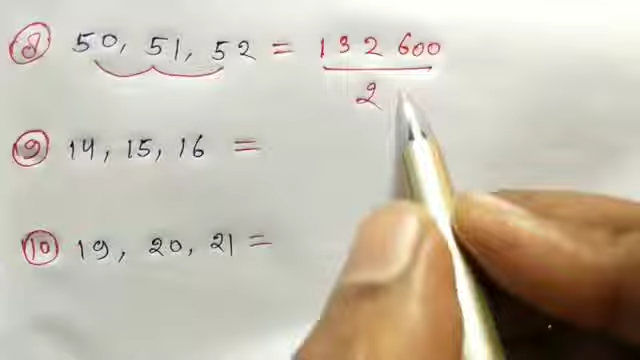 8 50, 51, 52 = 132600
2
9 14, 15, 16 =
10 19, 20, 21 =